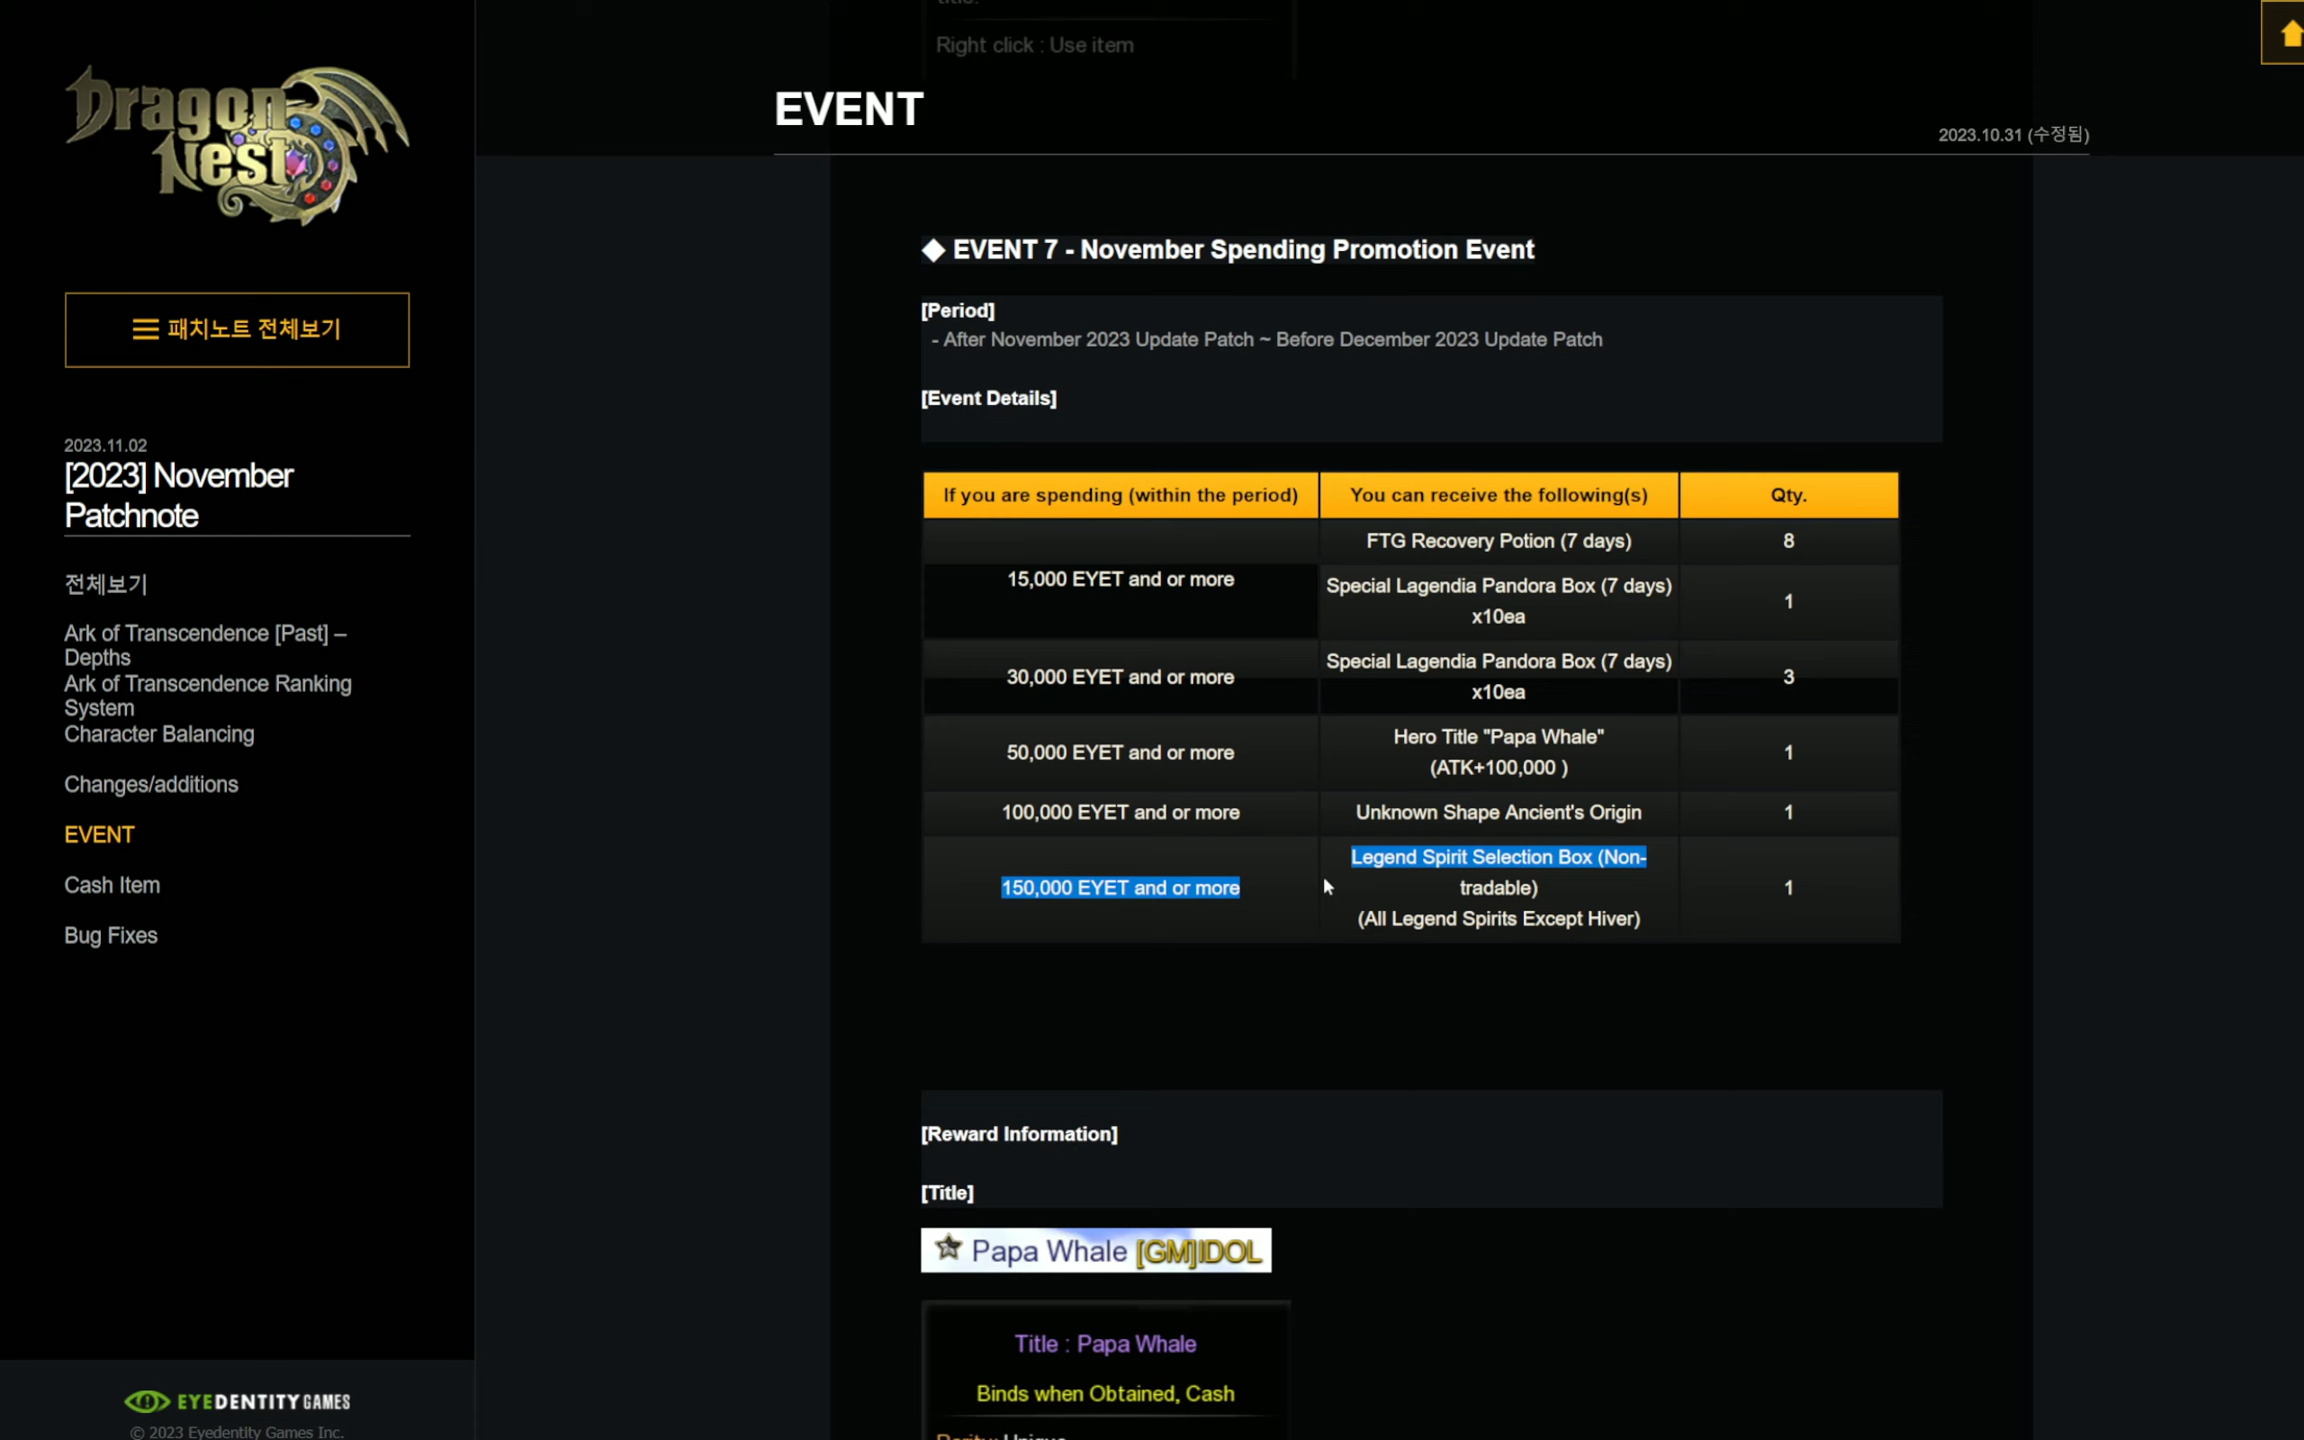 Right click : Use item
EVENT
2023.10.31 (수정됨)
Dragon
Nest
패치노트 전체보기
2023.11.02
[2023] November
Patchnote
전체보기
Ark of Transcendence [Past] –
Depths
Ark of Transcendence Ranking
System
Character Balancing
Changes/additions
EVENT
Cash Item
Bug Fixes
EYEDENTITY GAMES
© 2023 Eyedentity Games Inc.
◆ EVENT 7 - November Spending Promotion Event
[Period]
- After November 2023 Update Patch ~ Before December 2023 Update Patch
[Event Details]
If you are spending (within the period) You can receive the following(s) Qty.
FTG Recovery Potion (7 days) 8
15,000 EYET and or more
Special Lagendia Pandora Box (7 days)
x10ea
1
30,000 EYET and or more
Special Lagendia Pandora Box (7 days)
x10ea
3
50,000 EYET and or more
Hero Title "Papa Whale"
(ATK+100,000 )
1
100,000 EYET and or more Unknown Shape Ancient's Origin 1
150,000 EYET and or more
Legend Spirit Selection Box (Non-
tradable)
(All Legend Spirits Except Hiver)
1
[Reward Information]
[Title]
Papa Whale [GM]IDOL
Title : Papa Whale
Binds when Obtained, Cash
Rarity: Unique